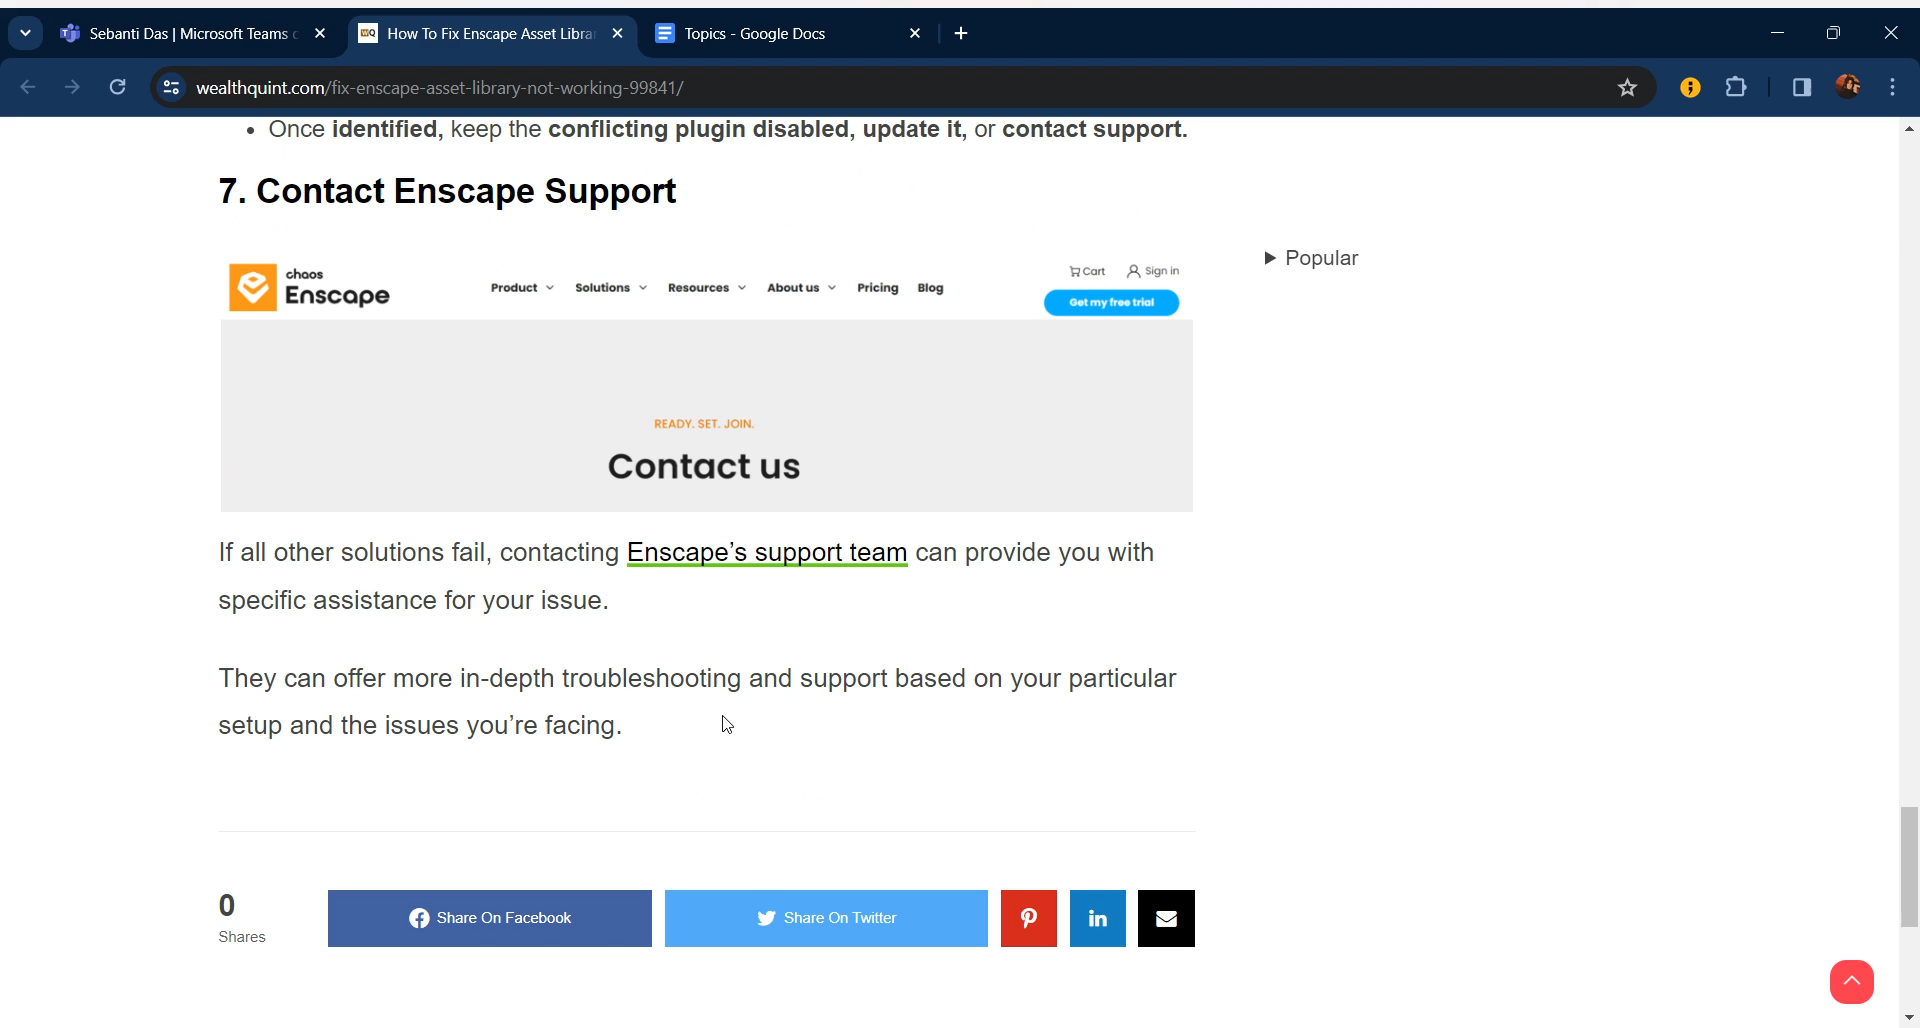 Sebanti Das | Microsoft Teams
How To Fix Enscape Asset Libra
Topics - Google Docs
wealthquint.com/fix-enscape-asset-library-not-working-99841/
• Once identified, keep the conflicting plugin disabled, update it, or contact support.
7. Contact Enscape Support
Popular
chaos
Enscape
Product
Solutions
Resources
About us
Pricing
Blog
Cart
Sign in
Get my free trial
READY. SET. JOIN.
Contact us
If all other solutions fail, contacting Enscape’s support team can provide you with
specific assistance for your issue.
They can offer more in-depth troubleshooting and support based on your particular
setup and the issues you’re facing.
0
Shares
Share On Facebook
Share On Twitter